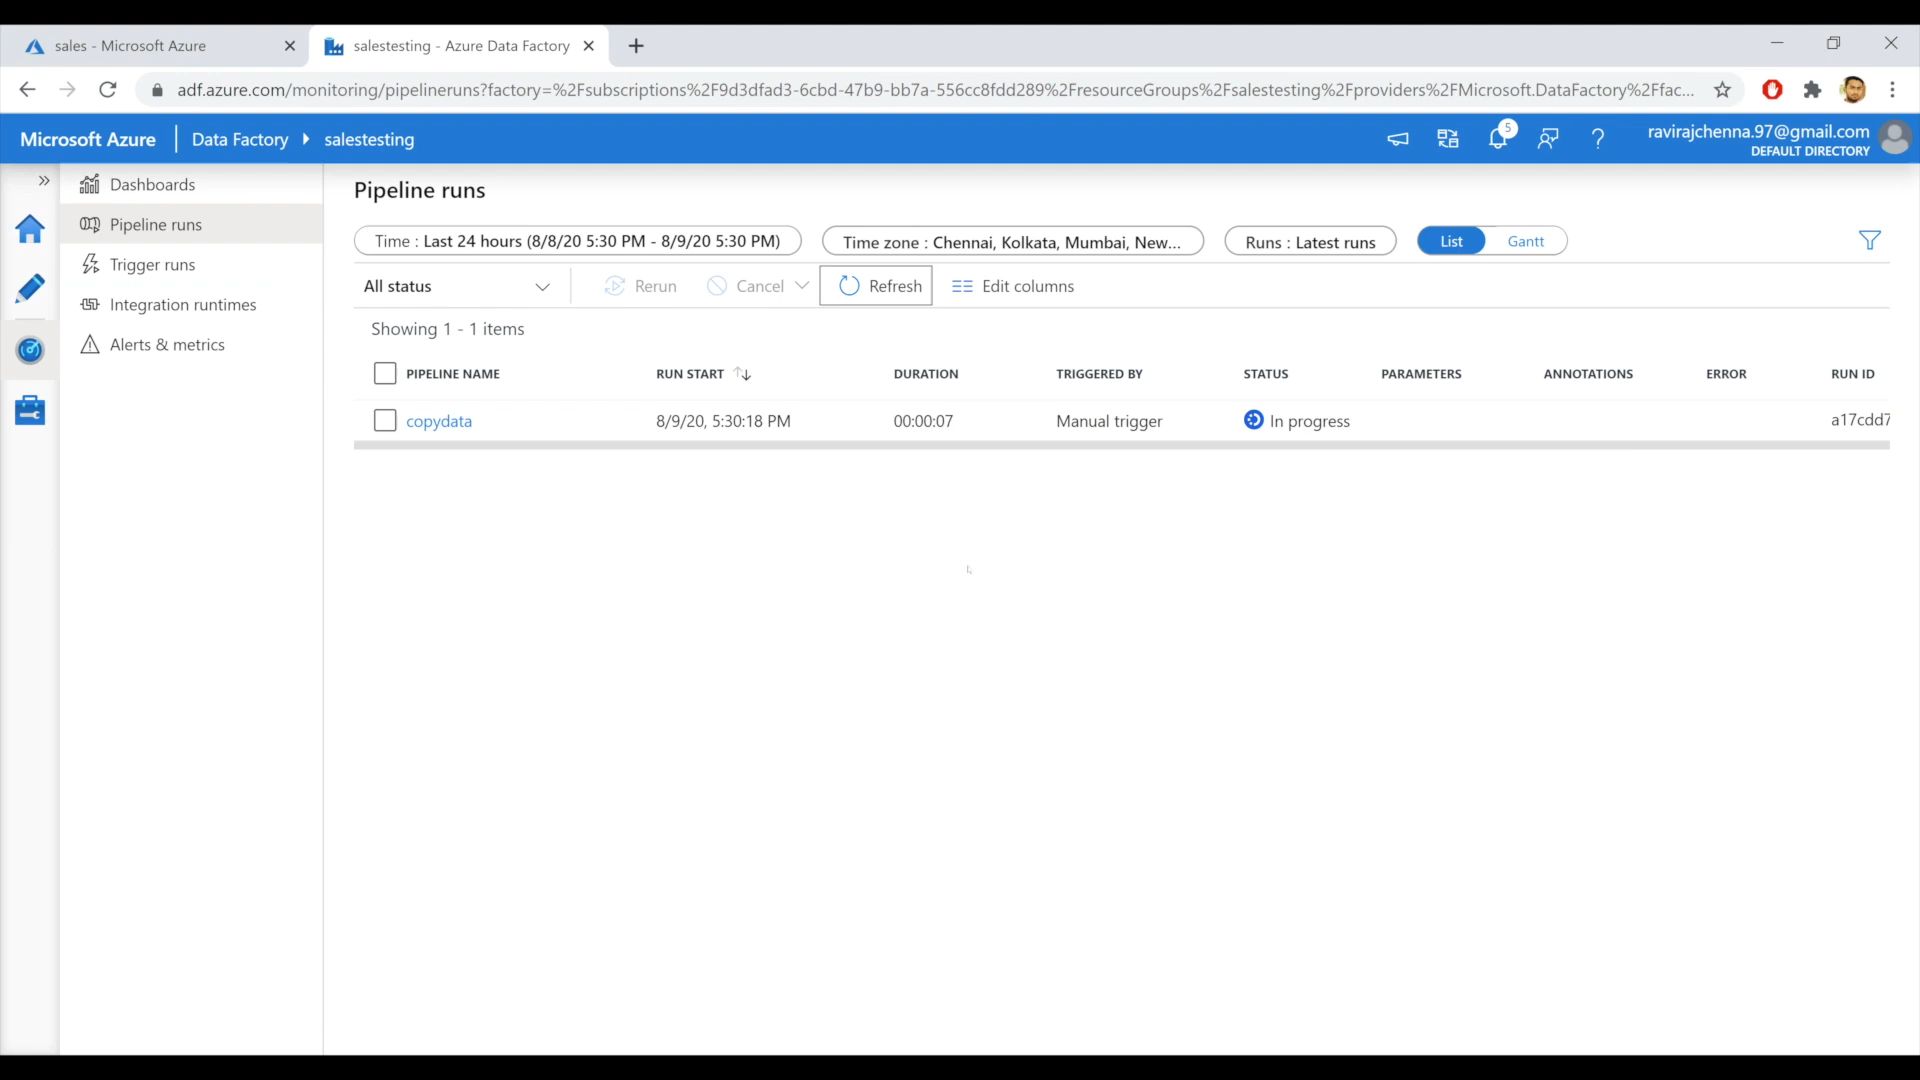 sales - Microsoft Azure
salestesting - Azure Data Factory
adf.azure.com/monitoring/pipelineruns?factory=%2Fsubscriptions%2F9d3dfad3-6cbd-47b9-bb7a-556cc8fdd289%2FresourceGroups%2Fsalestesting%2Fproviders%2FMicrosoft.DataFactory%2Ffac...
Microsoft Azure
Data Factory
salestesting
5
?
ravirajchenna.97@gmail.com
DEFAULT DIRECTORY
Dashboards
Pipeline runs
Trigger runs
Integration runtimes
Alerts & metrics
Pipeline runs
Time : Last 24 hours (8/8/20 5:30 PM - 8/9/20 5:30 PM)
Time zone : Chennai, Kolkata, Mumbai, New...
Runs : Latest runs
List
Gantt
All status
Rerun
Cancel
Refresh
Edit columns
Showing 1 - 1 items
PIPELINE NAME RUN START DURATION TRIGGERED BY STATUS PARAMETERS ANNOTATIONS ERROR RUN ID
copydata 8/9/20, 5:30:18 PM 00:00:07 Manual trigger In progress a17cdd7